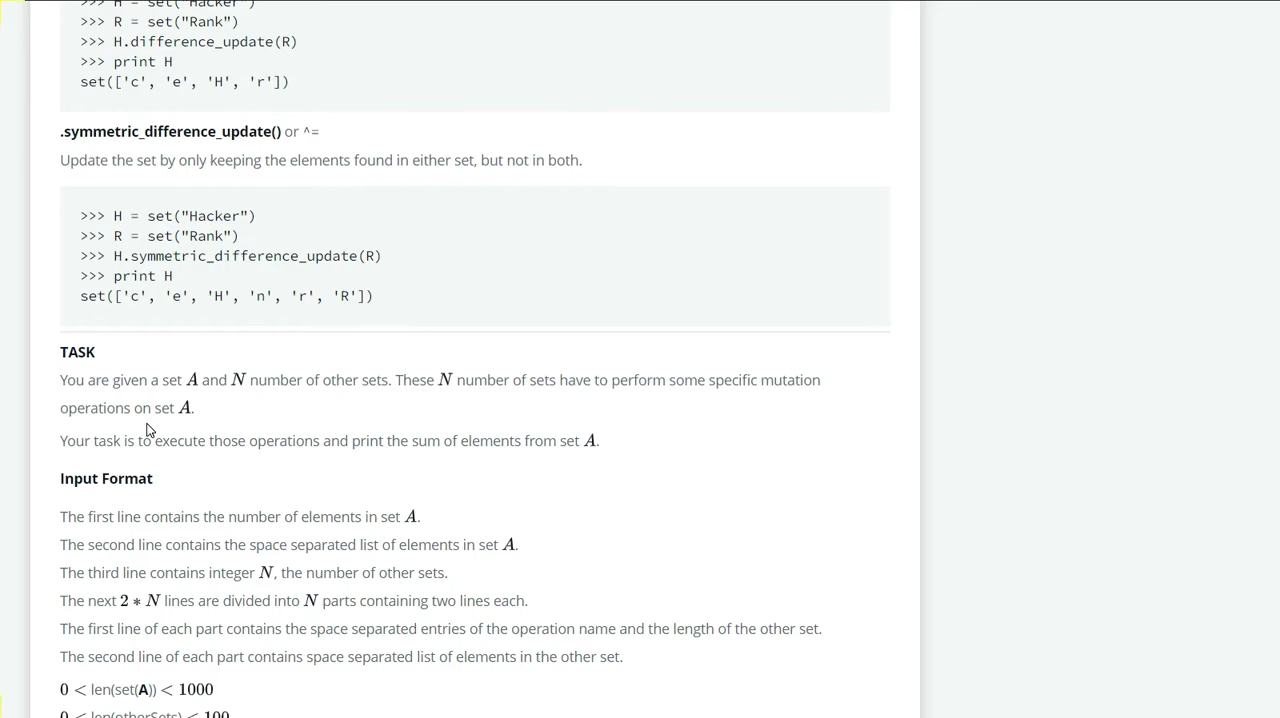 >>> H = set("Hacker")
>>> R = set("Rank")
>>> H.difference_update(R)
>>> print H
set(['c', 'e', 'H', 'r'])
.symmetric_difference_update() or ^=
Update the set by only keeping the elements found in either set, but not in both.
>>> H = set("Hacker")
>>> R = set("Rank")
>>> H.symmetric_difference_update(R)
>>> print H
set(['c', 'e', 'H', 'n', 'r', 'R'])
TASK
You are given a set A and N number of other sets. These N number of sets have to perform some specific mutation
operations on set A.
Your task is to execute those operations and print the sum of elements from set A.
Input Format
The first line contains the number of elements in set A.
The second line contains the space separated list of elements in set A.
The third line contains integer N, the number of other sets.
The next 2 * N lines are divided into N parts containing two lines each.
The first line of each part contains the space separated entries of the operation name and the length of the other set.
The second line of each part contains space separated list of elements in the other set.
0 < len(set(A)) < 1000
0 < len(otherSets) < 100